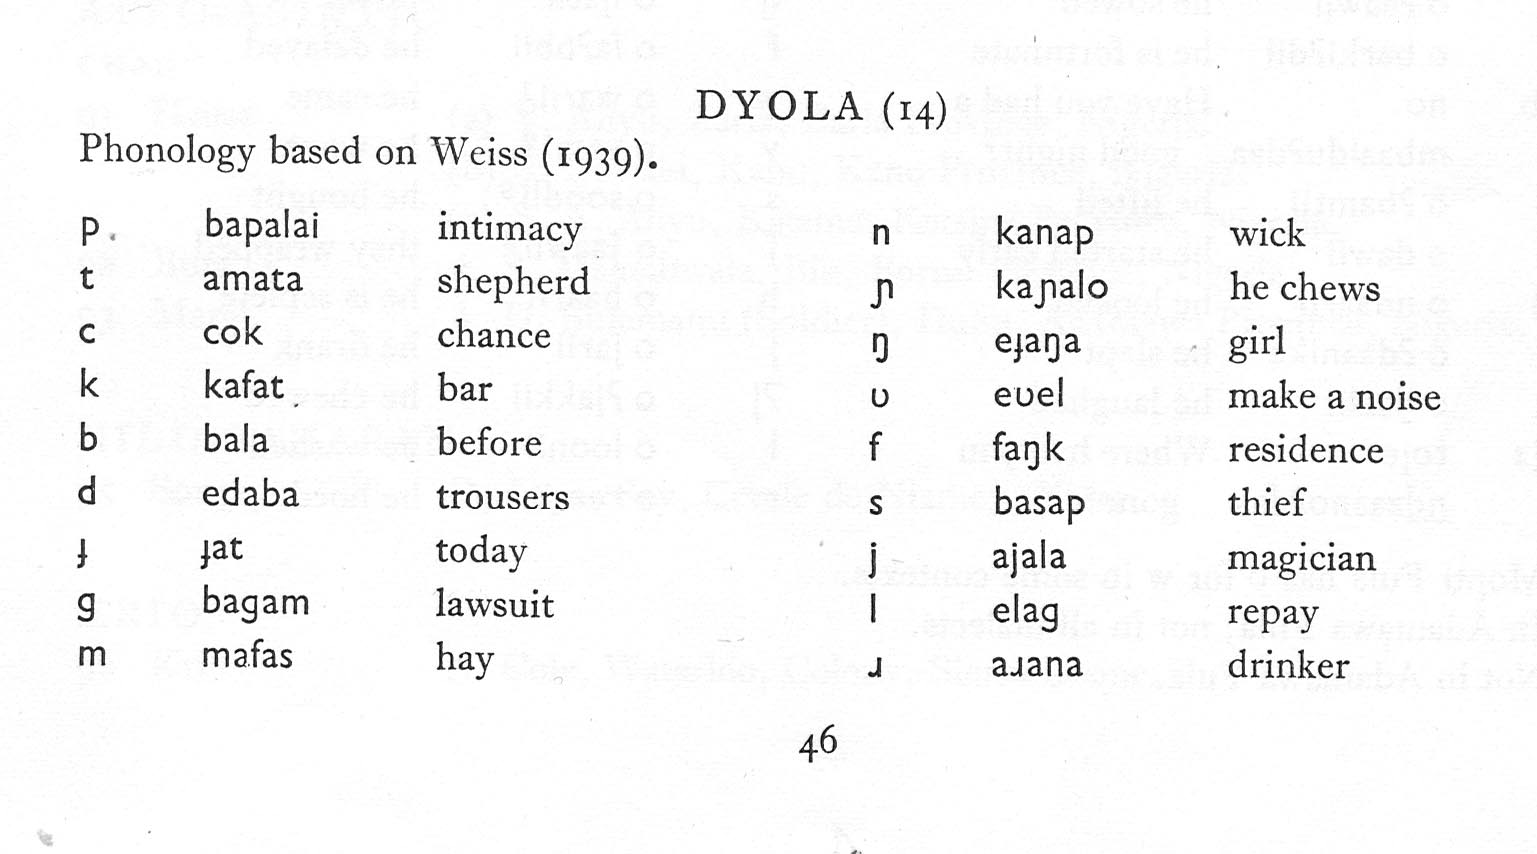 DYOLA (14)
Phonology based on Weiss (1939).
p bapalai intimacy
t amata shepherd
c cok chance
k kafat bar
b bala before
d edaba trousers
ɟ ɟat today
g bagam lawsuit
m mafas hay
n kanap wick
ɲ kaɲalo he chews
ŋ eɟaŋa girl
ʋ eʋel make a noise
f faŋk residence
s basap thief
j ajala magician
l elag repay
ɹ aɹana drinker
46